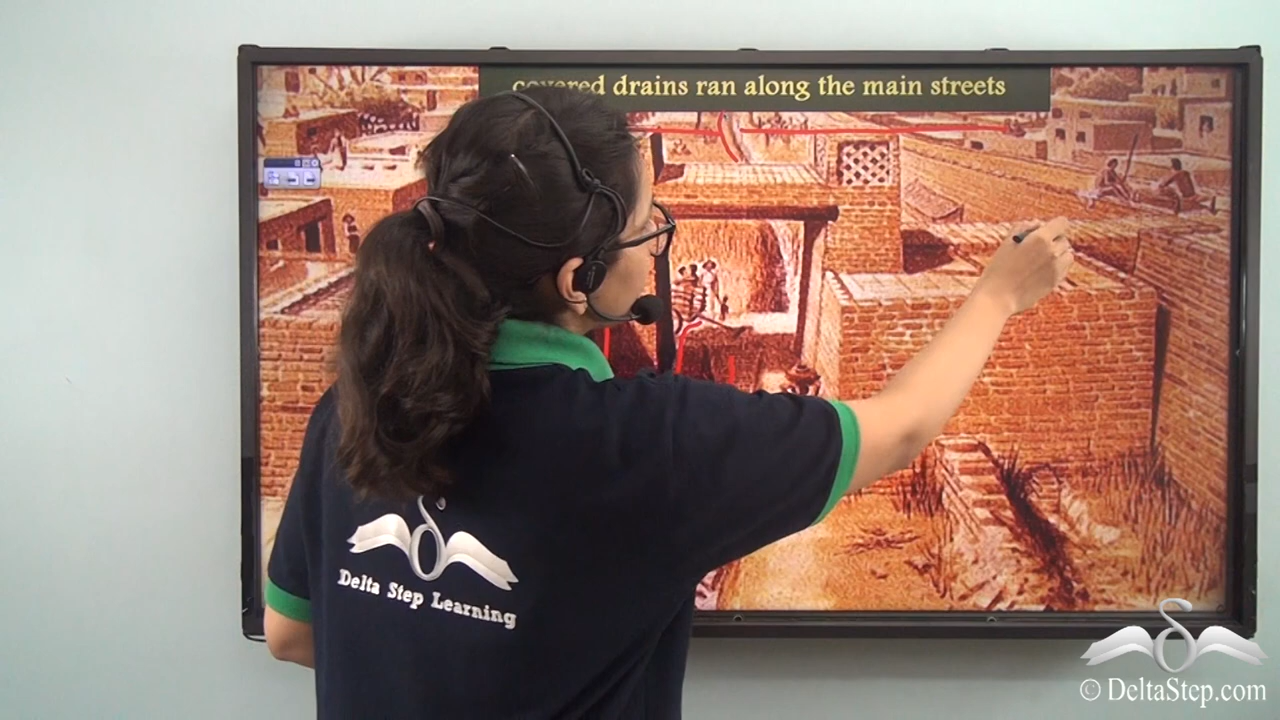 covered drains ran along the main streets
Delta Step Learning
© DeltaStep.com